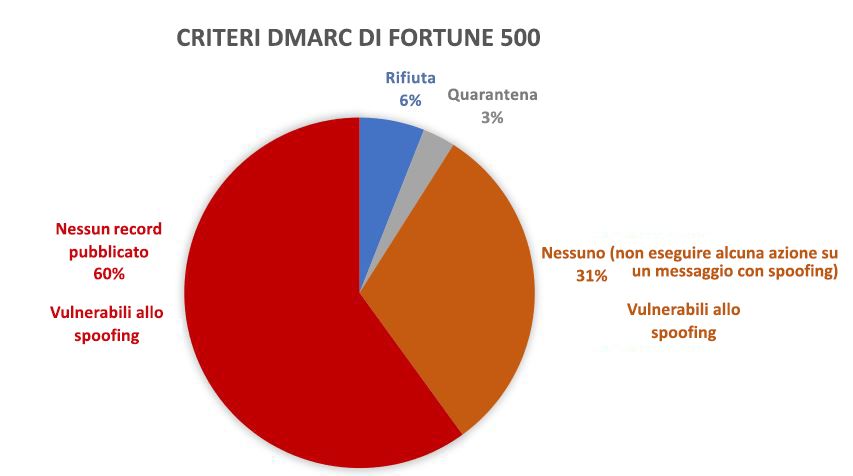 CRITERI DMARC DI FORTUNE 500
Rifiuta
6%
Quarantena
3%
Nessun record
pubblicato
60%
Vulnerabili allo
spoofing
Nessuno (non eseguire alcuna azione su
31% un messaggio con spoofing)
Vulnerabili allo
spoofing